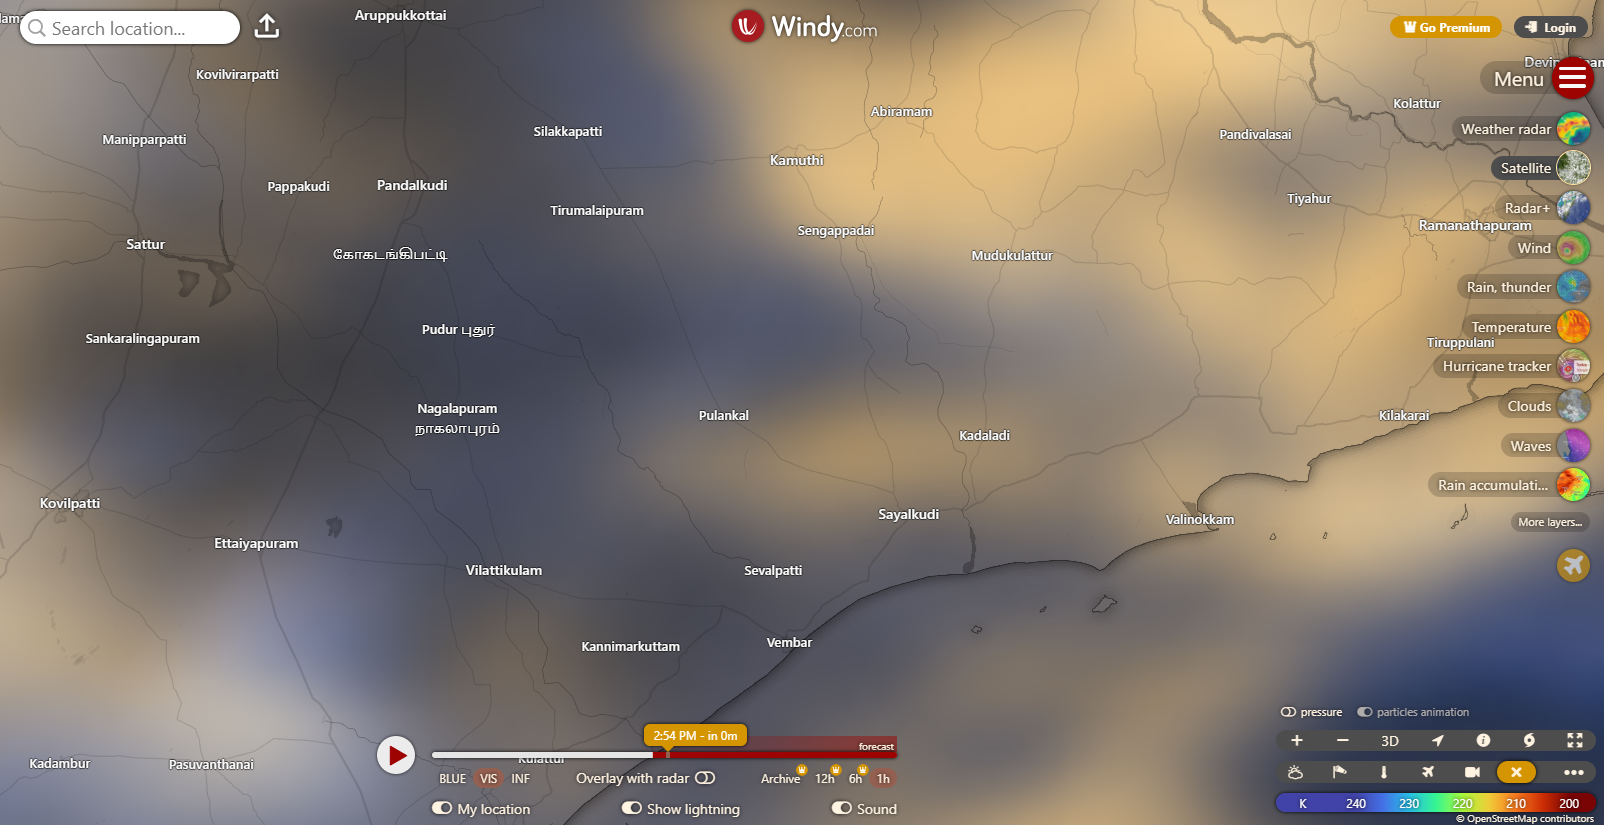 Aruppukkottai
Search location...
Windy.com
Go Premium
Login
Kovilvirarpatti
Menu
Abiramam
Kolattur
Manipparpatti
Silakkapatti
Pandivalasai
Weather radar
Kamuthi
Satellite
Pappakudi
Pandalkudi
Tiyahur
Tirumalaipuram
Radar+
Sengappadai
Ramanathapuram
Sattur
கோகடங்கிபட்டி
Mudukulattur
Wind
Rain, thunder
Pudur புதுர்
Temperature
Sankaralingapuram
Tiruppulani
Hurricane tracker
Nagalapuram
நாகலாபுரம்
Pulankal
Clouds
Kilakarai
Kadaladi
Waves
Rain accumulati...
Kovilpatti
Sayalkudi
Valinokkam
More layers...
Ettaiyapuram
Vilattikulam
Sevalpatti
Kannimarkuttam
Vembar
pressure
particles animation
2:54 PM - in 0m
forecast
3D
Kadambur
Pasuvanthanai
Kulattur
BLUE VIS INF
Overlay with radar
Archive 12h 6h 1h
My location
Show lightning
Sound
K 240 230 220 210 200
© OpenStreetMap contributors